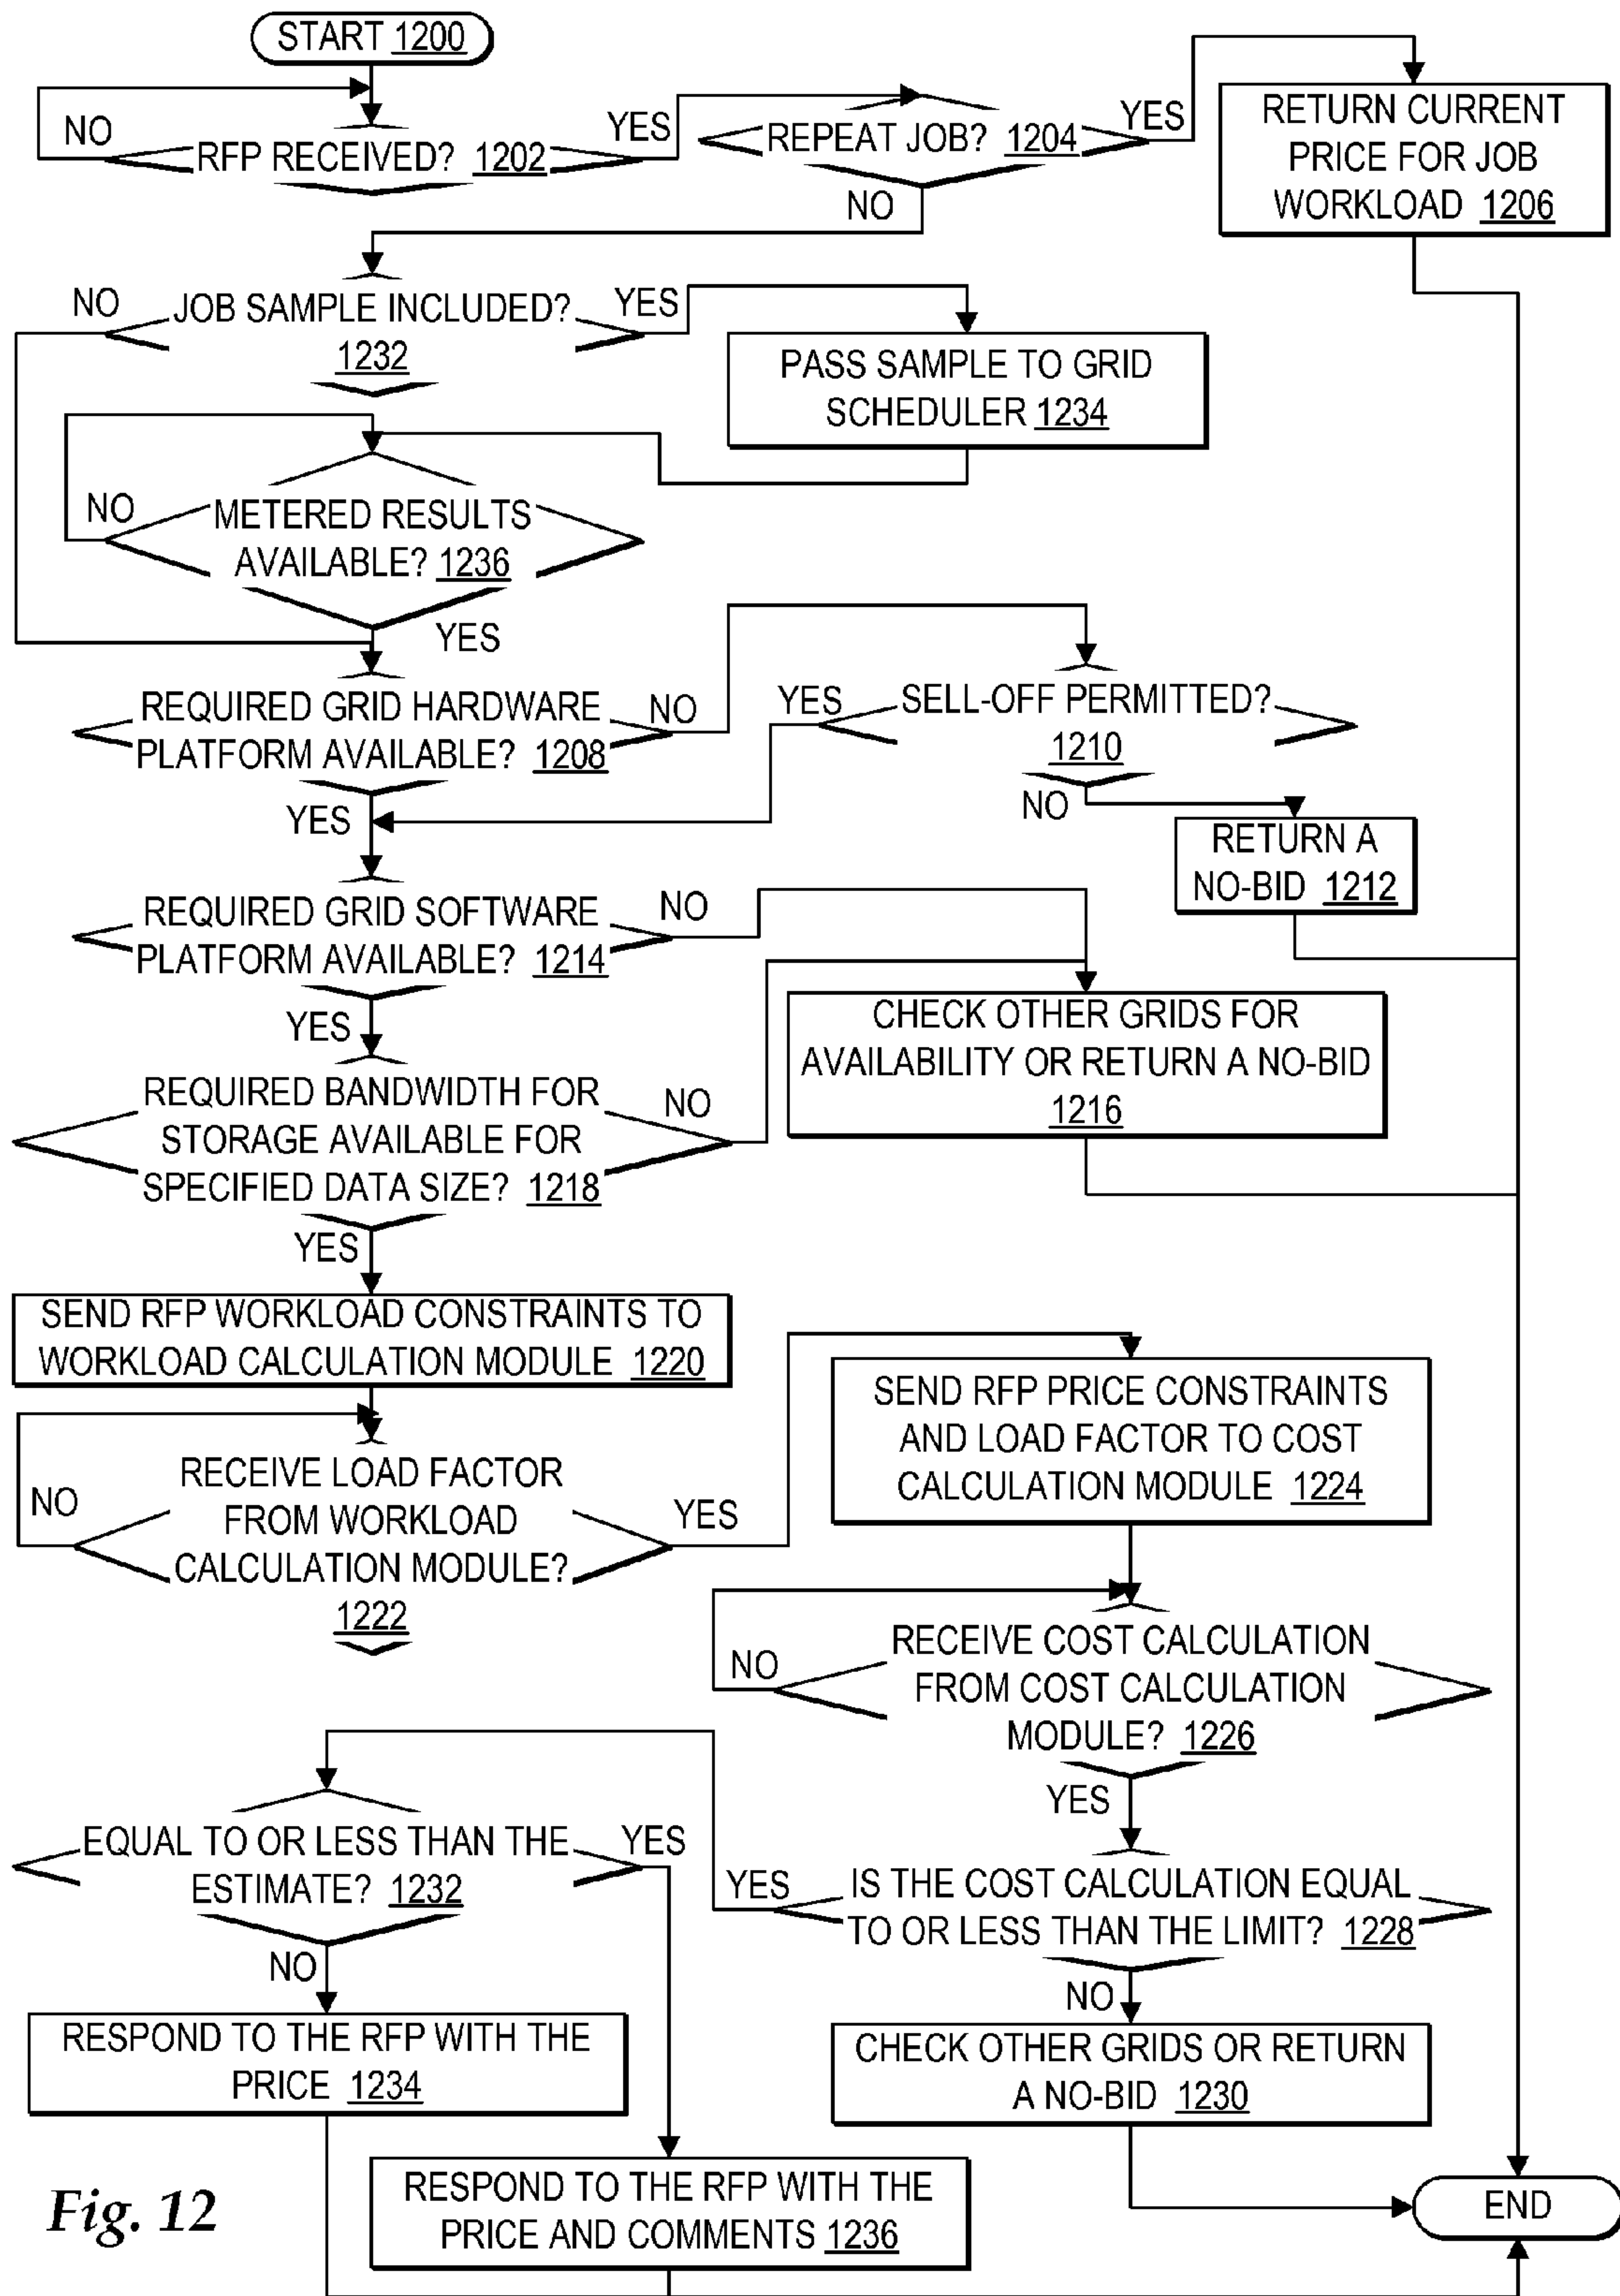 START 1200
NO
RFP RECEIVED? 1202
YES
REPEAT JOB? 1204
YES
NO
RETURN CURRENT
PRICE FOR JOB
WORKLOAD 1206
NO
JOB SAMPLE INCLUDED?
1232
YES
PASS SAMPLE TO GRID
SCHEDULER 1234
NO
METERED RESULTS
AVAILABLE? 1236
YES
REQUIRED GRID HARDWARE
PLATFORM AVAILABLE? 1208
NO
YES
YES
SELL-OFF PERMITTED?
1210
NO
RETURN A
NO-BID 1212
REQUIRED GRID SOFTWARE
PLATFORM AVAILABLE? 1214
NO
YES
CHECK OTHER GRIDS FOR
AVAILABILITY OR RETURN A NO-BID
1216
REQUIRED BANDWIDTH FOR
STORAGE AVAILABLE FOR
SPECIFIED DATA SIZE? 1218
NO
YES
SEND RFP WORKLOAD CONSTRAINTS TO
WORKLOAD CALCULATION MODULE 1220
NO
RECEIVE LOAD FACTOR
FROM WORKLOAD
CALCULATION MODULE?
1222
YES
SEND RFP PRICE CONSTRAINTS
AND LOAD FACTOR TO COST
CALCULATION MODULE 1224
NO
RECEIVE COST CALCULATION
FROM COST CALCULATION
MODULE? 1226
YES
IS THE COST CALCULATION EQUAL
TO OR LESS THAN THE LIMIT? 1228
YES
NO
CHECK OTHER GRIDS OR RETURN
A NO-BID 1230
EQUAL TO OR LESS THAN THE
ESTIMATE? 1232
YES
NO
RESPOND TO THE RFP WITH THE
PRICE 1234
RESPOND TO THE RFP WITH THE
PRICE AND COMMENTS 1236
END
Fig. 12